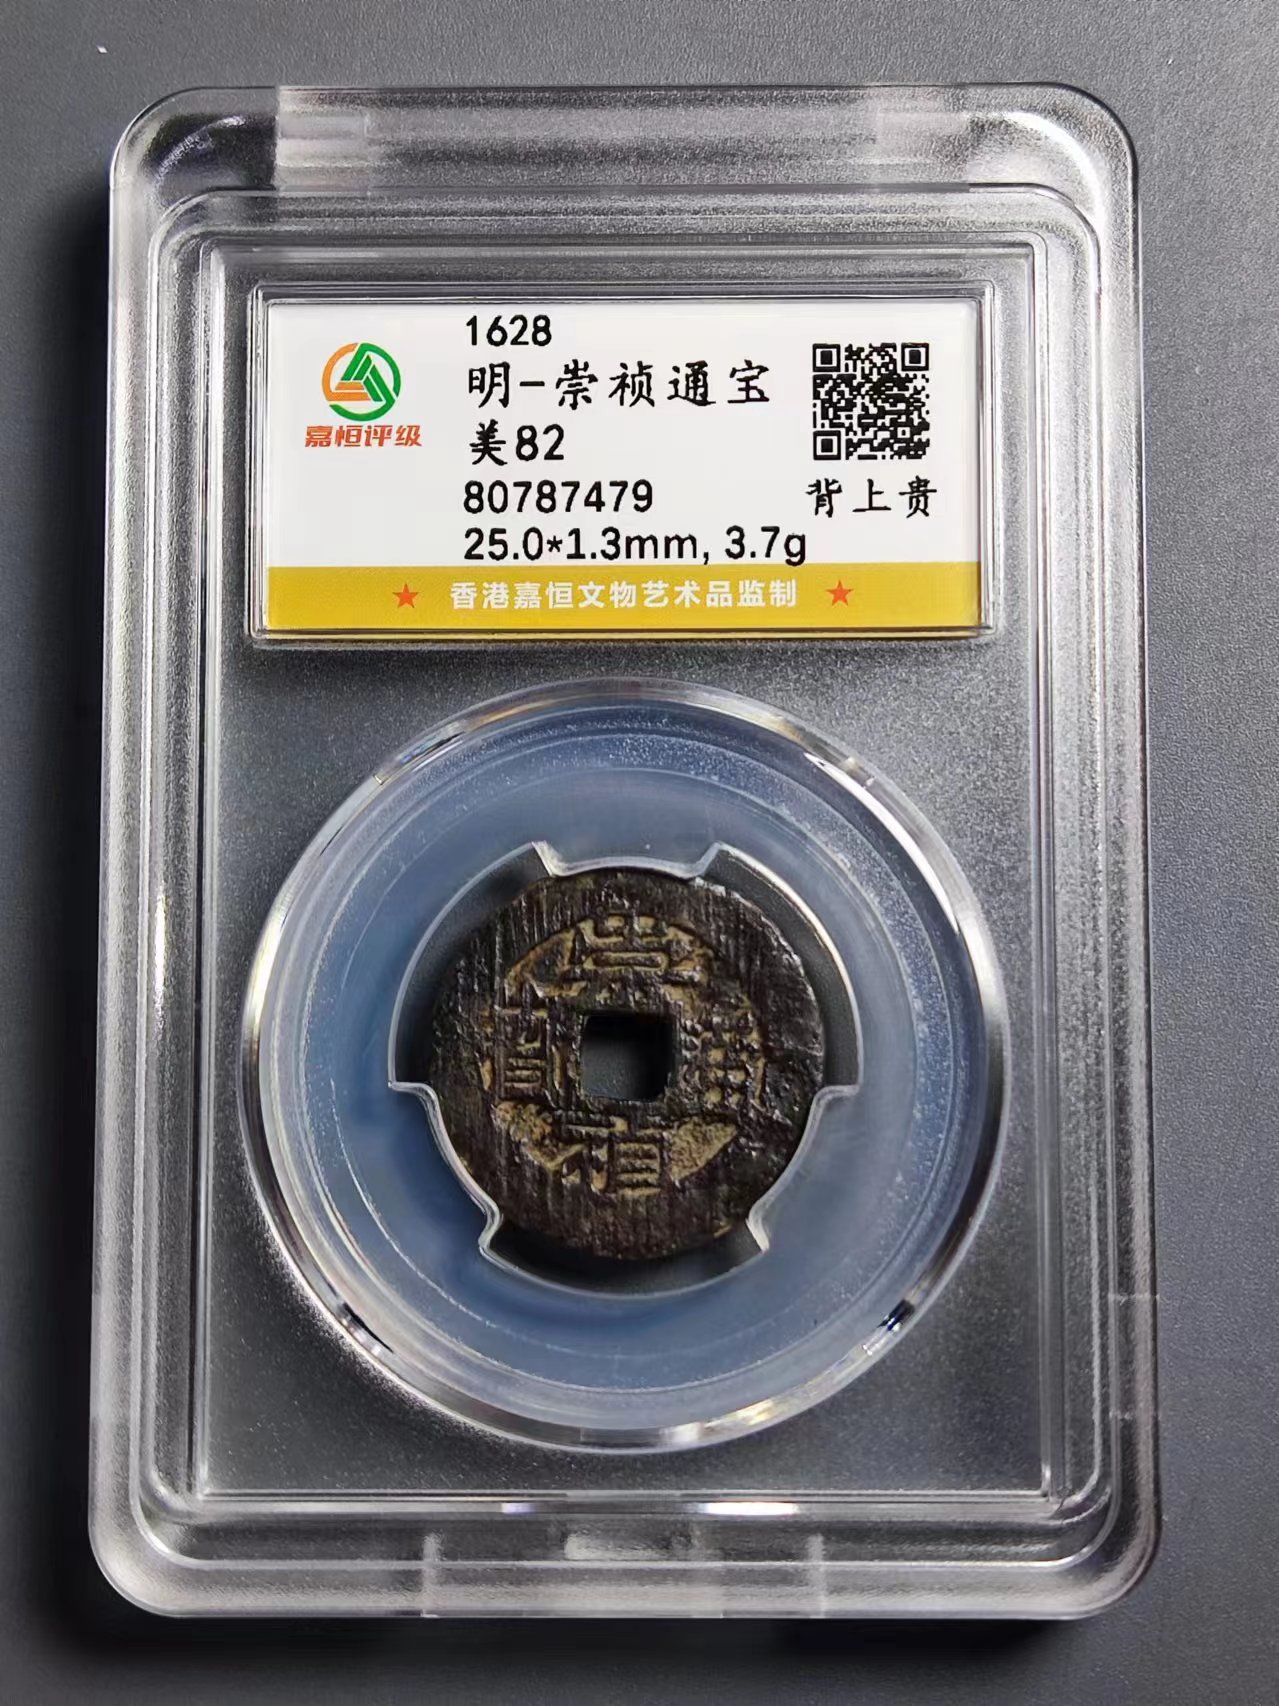 1628
明-崇祯通宝
美82
80787479
25.0*1.3mm, 3.7g
嘉恒评级
背上贵
★ 香港嘉恒文物艺术品监制 ★
崇
通
寶
禎